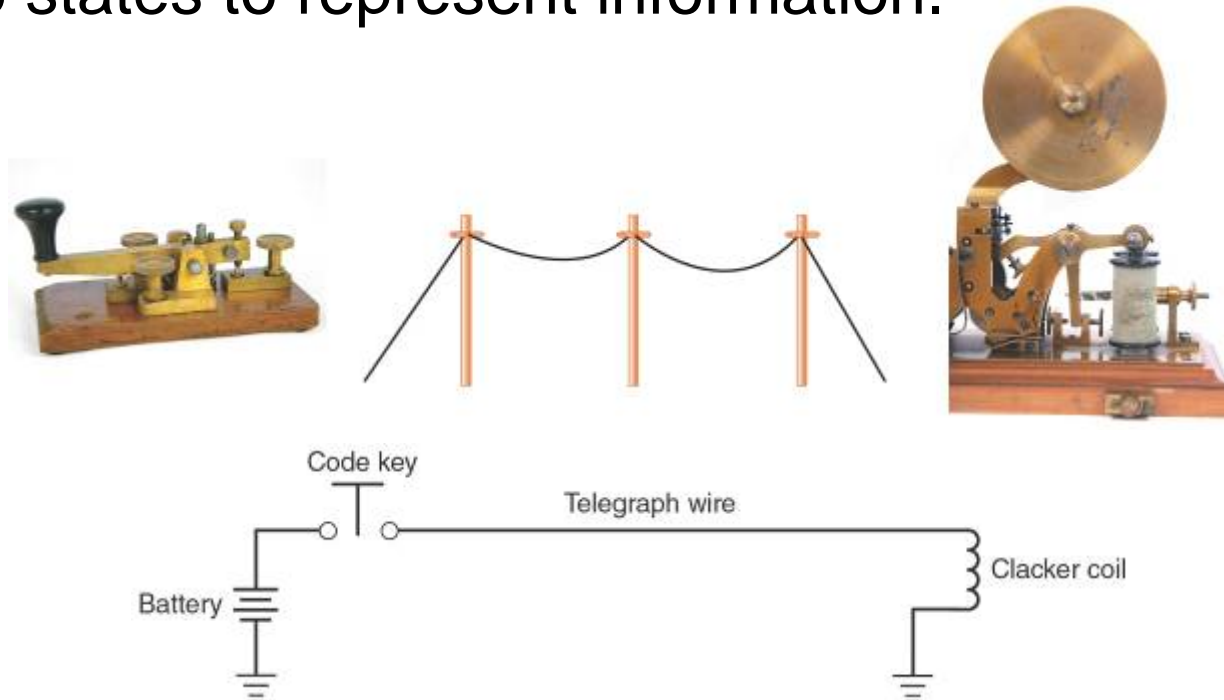 states to represent information.
Code key
Telegraph wire
Clacker coil
Battery